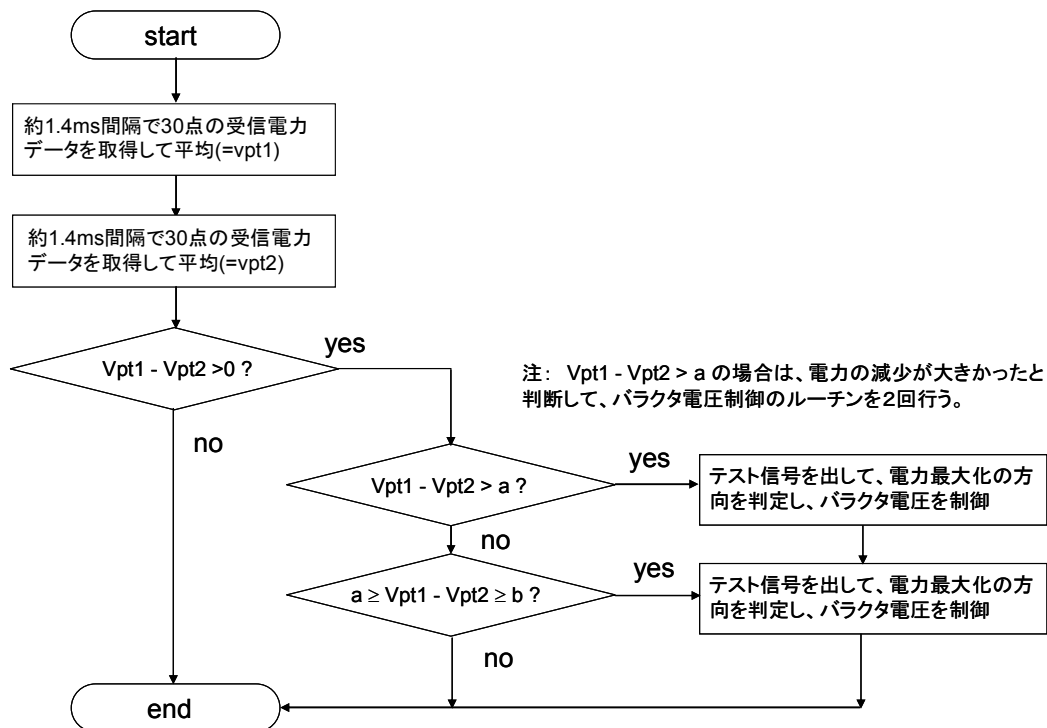 start
約1.4ms間隔で30点の受信電力
データを取得して平均(=vpt1)
約1.4ms間隔で30点の受信電力
データを取得して平均(=vpt2)
Vpt1 - Vpt2 >0 ?
yes
no
注: Vpt1 - Vpt2 > a の場合は、電力の減少が大きかったと
判断して、バラクタ電圧制御のルーチンを2回行う。
Vpt1 - Vpt2 > a ?
yes
no
テスト信号を出して、電力最大化の方
向を判定し、バラクタ電圧を制御
a ≥ Vpt1 - Vpt2 ≥ b ?
yes
no
テスト信号を出して、電力最大化の方
向を判定し、バラクタ電圧を制御
end